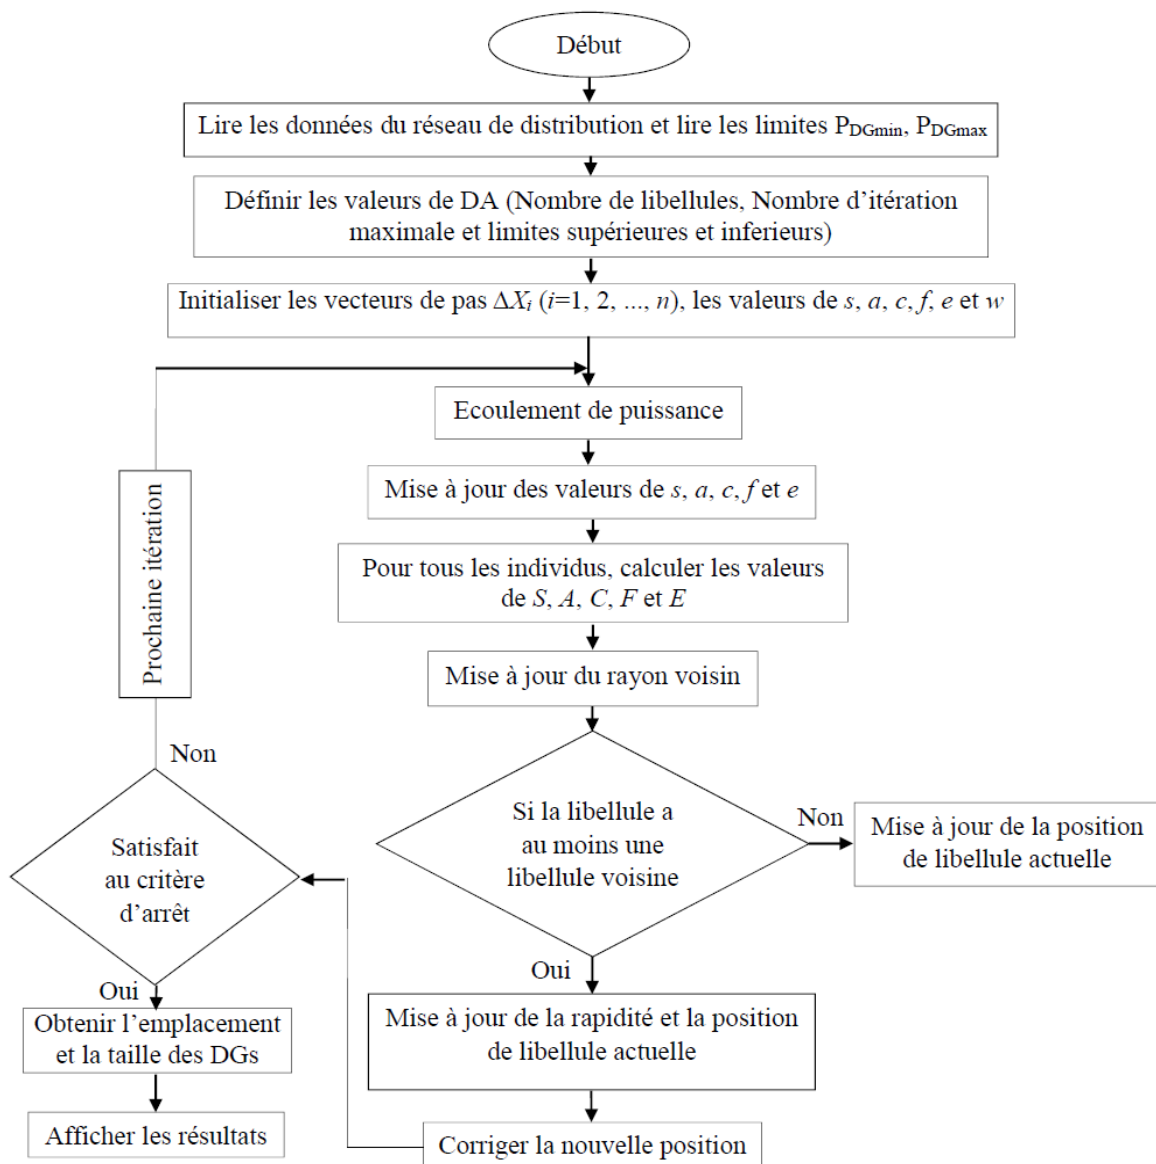 Début
Lire les données du réseau de distribution et lire les limites PDGmin, PDGmax
Définir les valeurs de DA (Nombre de libellules, Nombre d’itération
maximale et limites supérieures et inferieurs)
Initialiser les vecteurs de pas ΔXi (i=1, 2, ..., n), les valeurs de s, a, c, f, e et w
Ecoulement de puissance
Mise à jour des valeurs de s, a, c, f et e
Pour tous les individus, calculer les valeurs
de S, A, C, F et E
Mise à jour du rayon voisin
Si la libellule a
au moins une
libellule voisine
Non
Mise à jour de la position
de libellule actuelle
Oui
Mise à jour de la rapidité et la position
de libellule actuelle
Corriger la nouvelle position
Satisfait
au critère
d’arrêt
Non
Prochaine itération
Oui
Obtenir l’emplacement
et la taille des DGs
Afficher les résultats